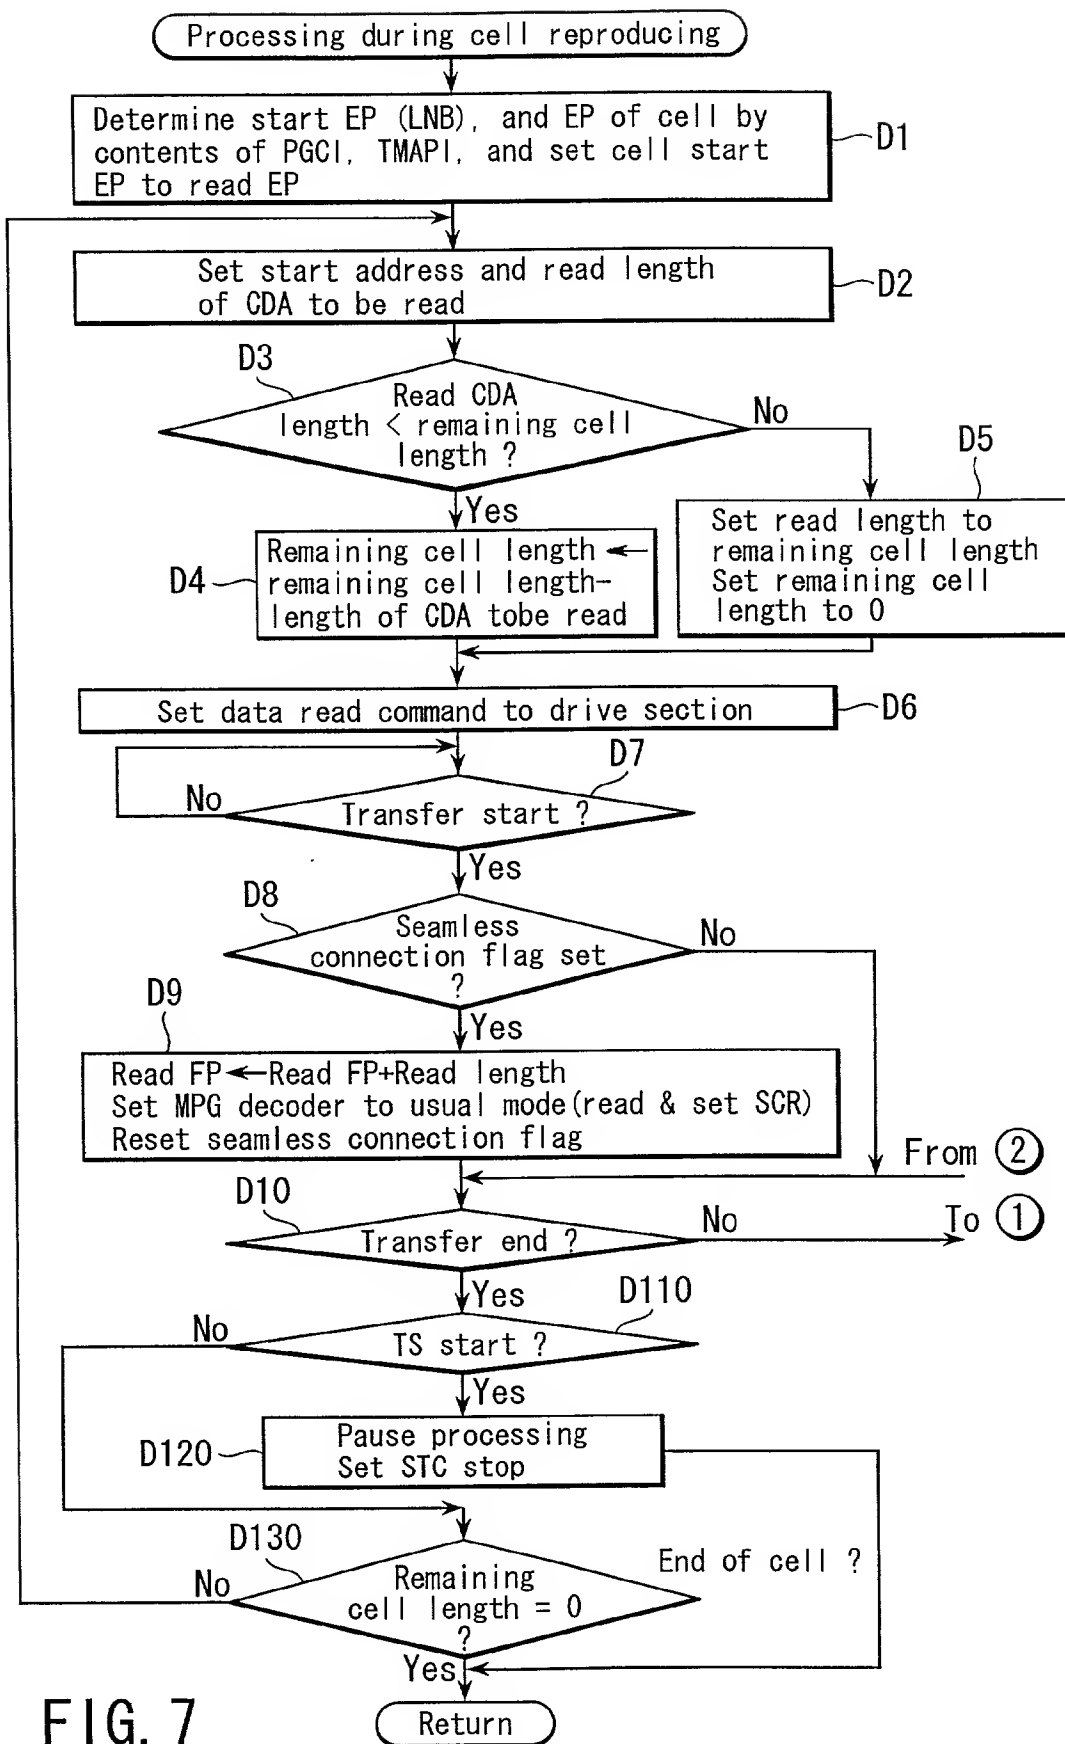 Processing during cell reproducing
Determine start EP (LNB), and EP of cell by
contents of PGCI, TMAPI, and set cell start
EP to read EP
D1
Set start address and read length
of CDA to be read
D2
D3
Read CDA
length < remaining cell
length ?
No
Yes
D5
Set read length to
remaining cell length
Set remaining cell
length to 0
D4
Remaining cell length ←
remaining cell length-
length of CDA tobe read
Set data read command to drive section
D6
D7
No
Transfer start ?
Yes
D8
Seamless
connection flag set
?
No
Yes
D9
Read FP←Read FP+Read length
Set MPG decoder to usual mode(read & set SCR)
Reset seamless connection flag
From ②
D10
Transfer end ?
No
To ①
Yes
D110
No
TS start ?
Yes
D120
Pause processing
Set STC stop
D130
No
Remaining
cell length = 0
?
End of cell ?
Yes
Return
FIG. 7